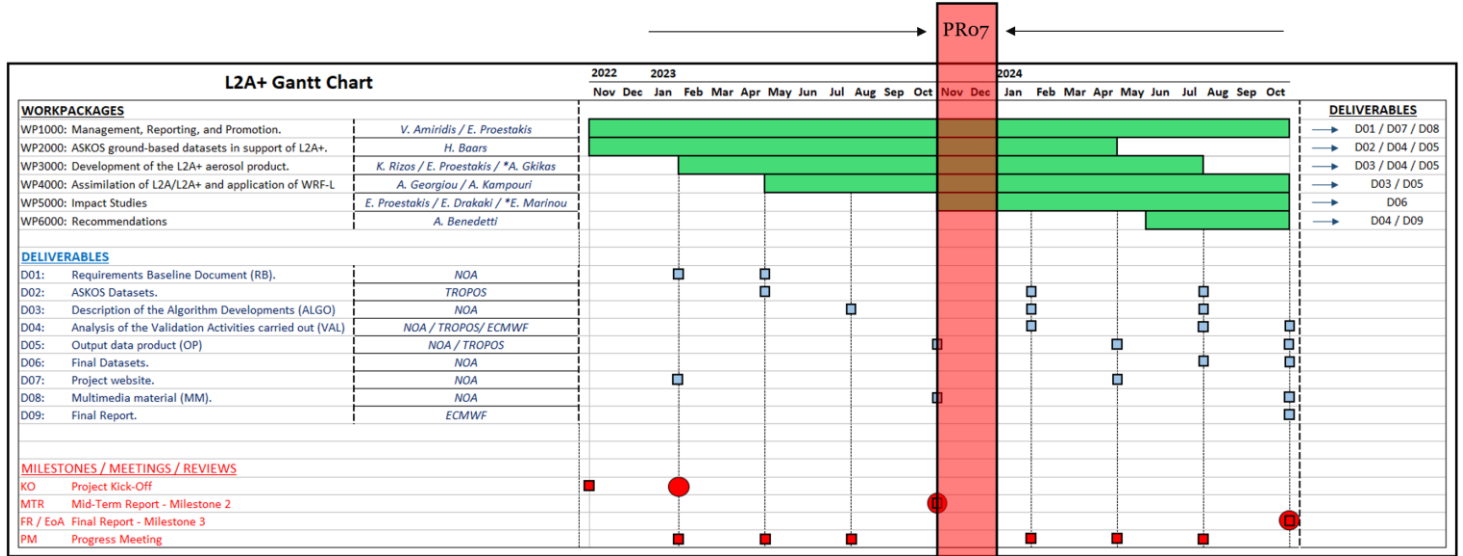 PR07
L2A+ Gantt Chart
2022 2023 2024
Nov Dec Jan Feb Mar Apr May Jun Jul Aug Sep Oct Nov Dec Jan Feb Mar Apr May Jun Jul Aug Sep Oct
WORKPACKAGES DELIVERABLES
WP1000: Management, Reporting, and Promotion. V. Amiridis / E. Proestakis D01 / D07 / D08
WP2000: ASKOS ground-based datasets in support of L2A+. H. Baars D02 / D04 / D05
WP3000: Development of the L2A+ aerosol product. K. Rizos / E. Proestakis / *A. Gkikas D03 / D04 / D05
WP4000: Assimilation of L2A/L2A+ and application of WRF-L A. Georgiou / A. Kampouri D03 / D05
WP5000: Impact Studies E. Proestakis / E. Drakaki / *E. Marinou D06
WP6000: Recommendations A. Benedetti D04 / D09
DELIVERABLES
D01: Requirements Baseline Document (RB). NOA
D02: ASKOS Datasets. TROPOS
D03: Description of the Algorithm Developments (ALGO) NOA
D04: Analysis of the Validation Activities carried out (VAL) NOA / TROPOS/ ECMWF
D05: Output data product (OP) NOA / TROPOS
D06: Final Datasets. NOA
D07: Project website. NOA
D08: Multimedia material (MM). NOA
D09: Final Report. ECMWF
MILESTONES / MEETINGS / REVIEWS
KO Project Kick-Off
MTR Mid-Term Report - Milestone 2
FR / EoA Final Report - Milestone 3
PM Progress Meeting